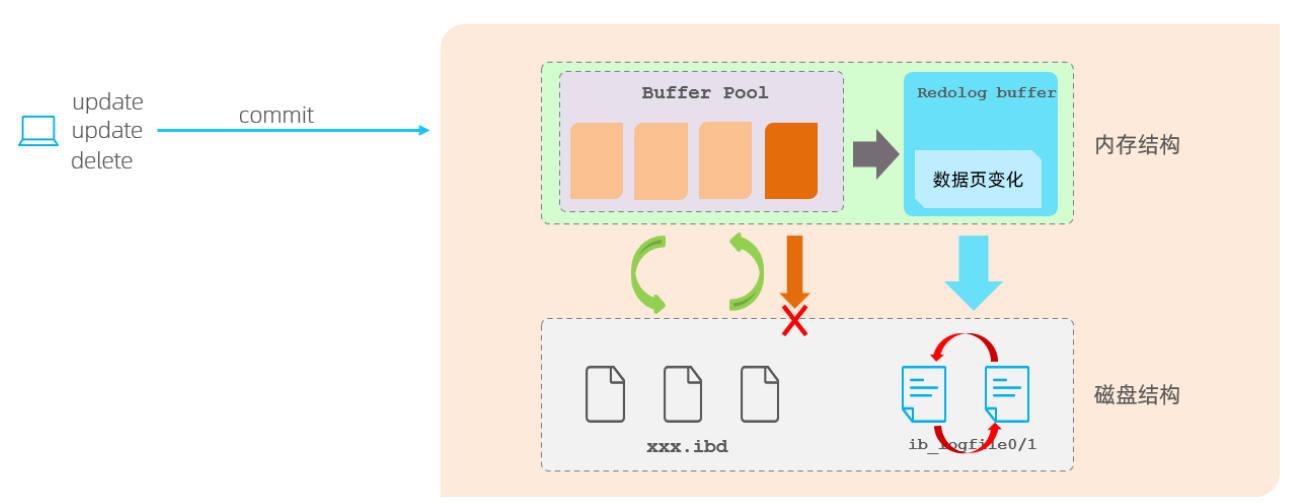 update
update
delete
commit
Buffer Pool
Redolog buffer
数据页变化
内存结构
xxx.ibd
ib_logfile0/1
磁盘结构